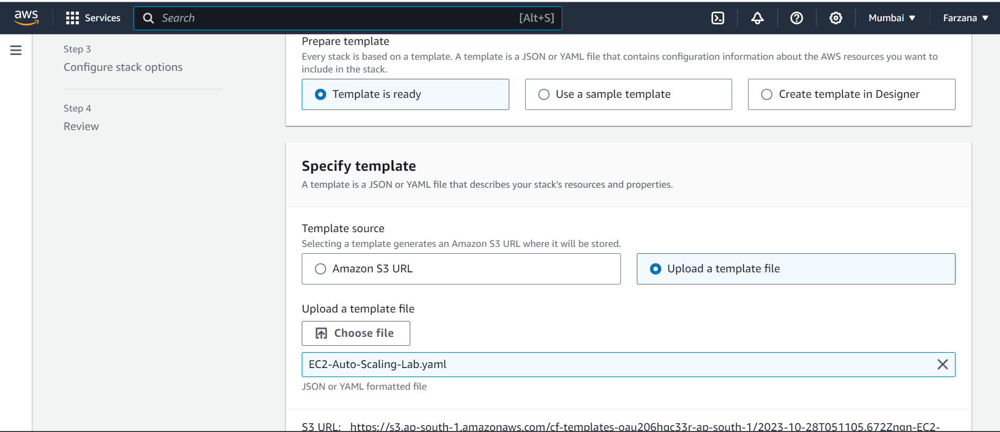 aws
Services
Search
[Alt+S]
Mumbai ▼
Farzana ▼
Step 3
Configure stack options
Step 4
Review
Prepare template
Every stack is based on a template. A template is a JSON or YAML file that contains configuration information about the AWS resources you want to
include in the stack.
Template is ready
Use a sample template
Create template in Designer
Specify template
A template is a JSON or YAML file that describes your stack's resources and properties.
Template source
Selecting a template generates an Amazon S3 URL where it will be stored.
Amazon S3 URL
Upload a template file
Upload a template file
Choose file
EC2-Auto-Scaling-Lab.yaml
JSON or YAML formatted file
S3 URL: https://s3.ap-south-1.amazonaws.com/cf-templates-oau206hqc33r-ap-south-1/2023-10-28T051105.672Znqn-EC2-